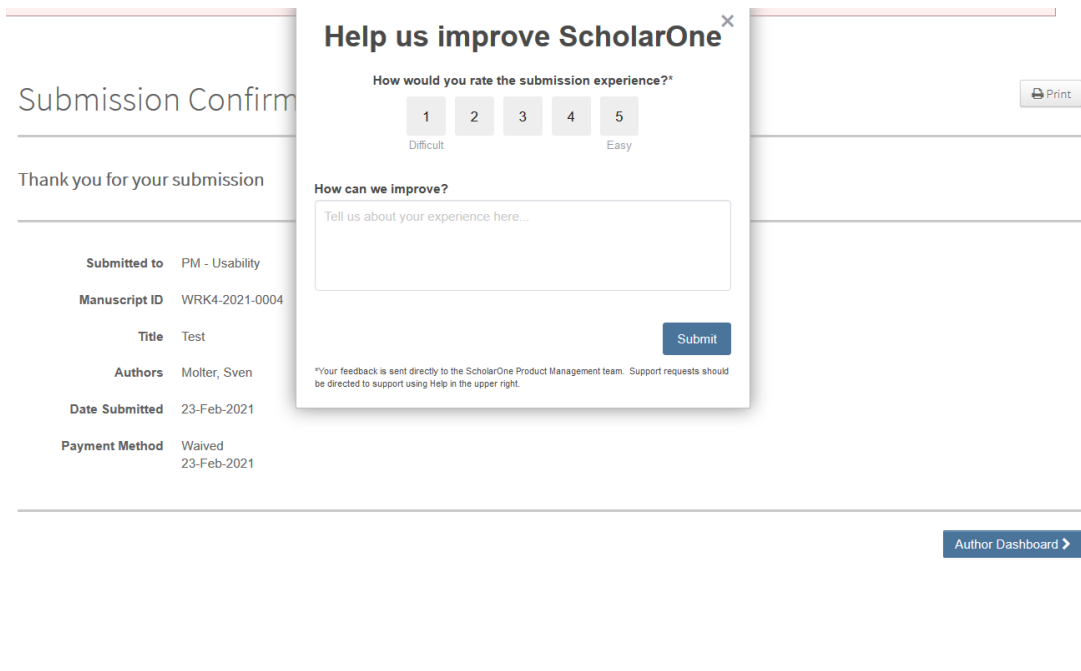 Help us improve ScholarOne
×
How would you rate the submission experience?*
1 2 3 4 5
Difficult Easy
How can we improve?
Tell us about your experience here...
Submit
*Your feedback is sent directly to the ScholarOne Product Management team. Support requests should
be directed to support using Help in the upper right.
Submission Confirm
Print
Thank you for your submission
Submitted to PM - Usability
Manuscript ID WRK4-2021-0004
Title Test
Authors Molter, Sven
Date Submitted 23-Feb-2021
Payment Method Waived
23-Feb-2021
Author Dashboard